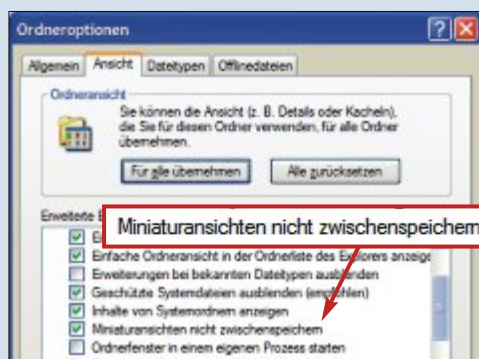 Ordneroptionen
Allgemein Ansicht Dateitypen Offlinedateien
Ordneransicht
Sie können die Ansicht (z. B. Details oder Kacheln),
die Sie für diesen Ordner verwenden, für alle Ordner
übernehmen.
Für alle übernehmen Alle zurücksetzen
Erweiterte
Miniaturansichten nicht zwischenspeichern
Einfache Ordneransicht in der Ordnerliste des Explorers anzeige
Erweiterungen bei bekannten Dateitypen ausblenden
Geschützte Systemdateien ausblenden (empfohlen)
Inhalte von Systemordnern anzeigen
Miniaturansichten nicht zwischenspeichern
Ordnerfenster in einem eigenen Prozess starten